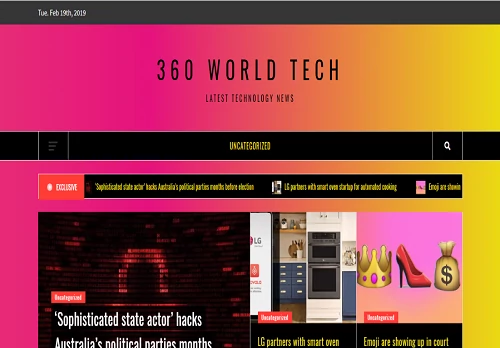 Tue. Feb 19th, 2019
360 WORLD TECH
LATEST TECHNOLOGY NEWS
UNCATEGORIZED
EXCLUSIVE
'Sophisticated state actor' hacks Australia's political parties months before election
LG partners with smart oven startup for automated cooking
Emoji are showin
LG
Uncategorized
'Sophisticated state actor' hacks
Australia's political parties months
Uncategorized
LG partners with smart oven
Uncategorized
Emoji are showing up in court